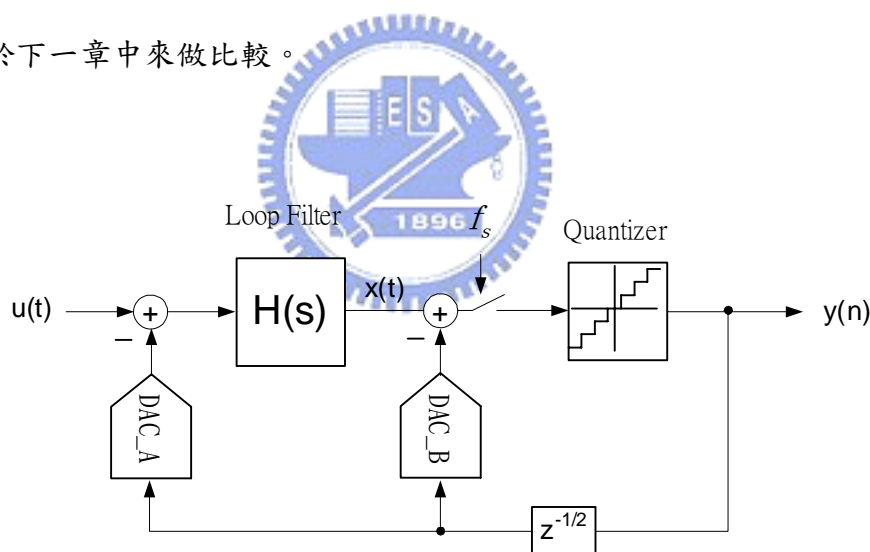 於下一章中來做比較。
E S A
1896
Loop Filter
f_s
Quantizer
u(t)
+
−
H(s)
x(t)
+
−
y(n)
DAC_A
DAC_B
z^{-1/2}